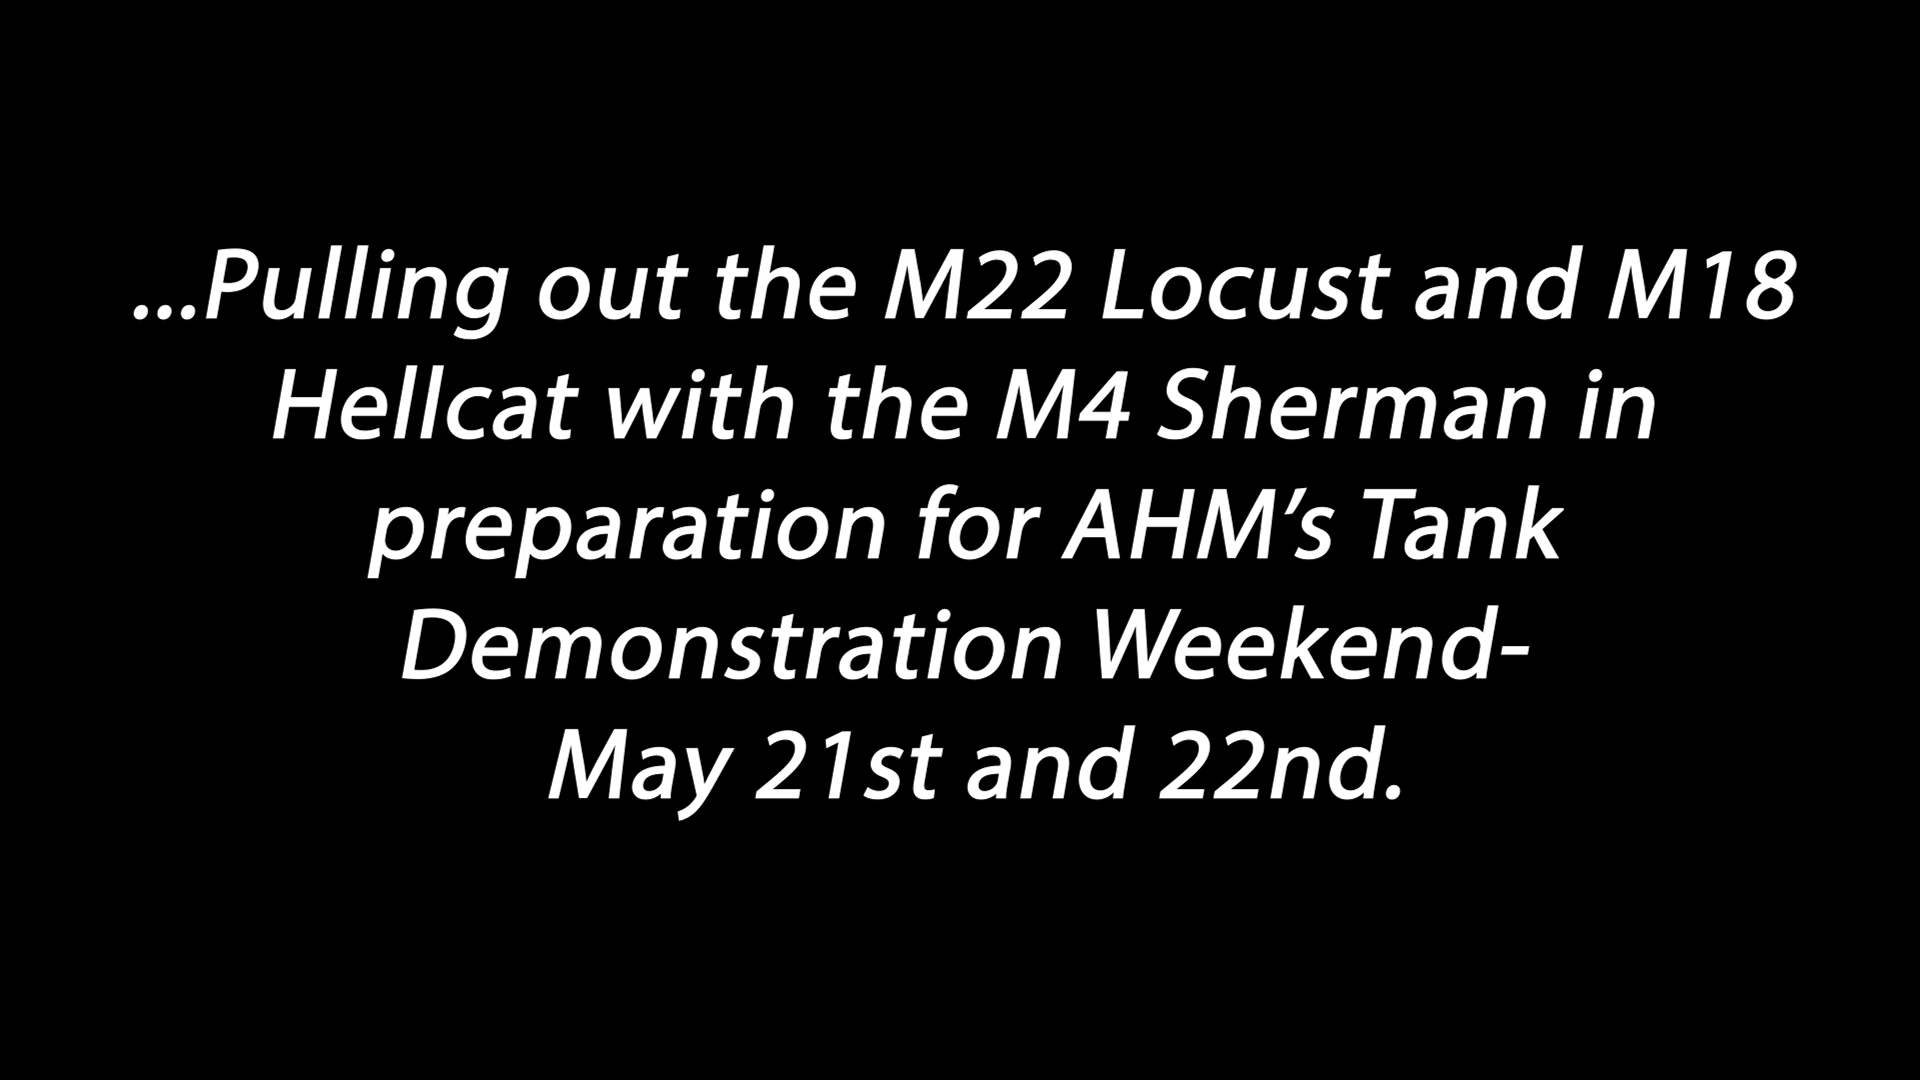 ...Pulling out the M22 Locust and M18
Hellcat with the M4 Sherman in
preparation for AHM’s Tank
Demonstration Weekend-
May 21st and 22nd.